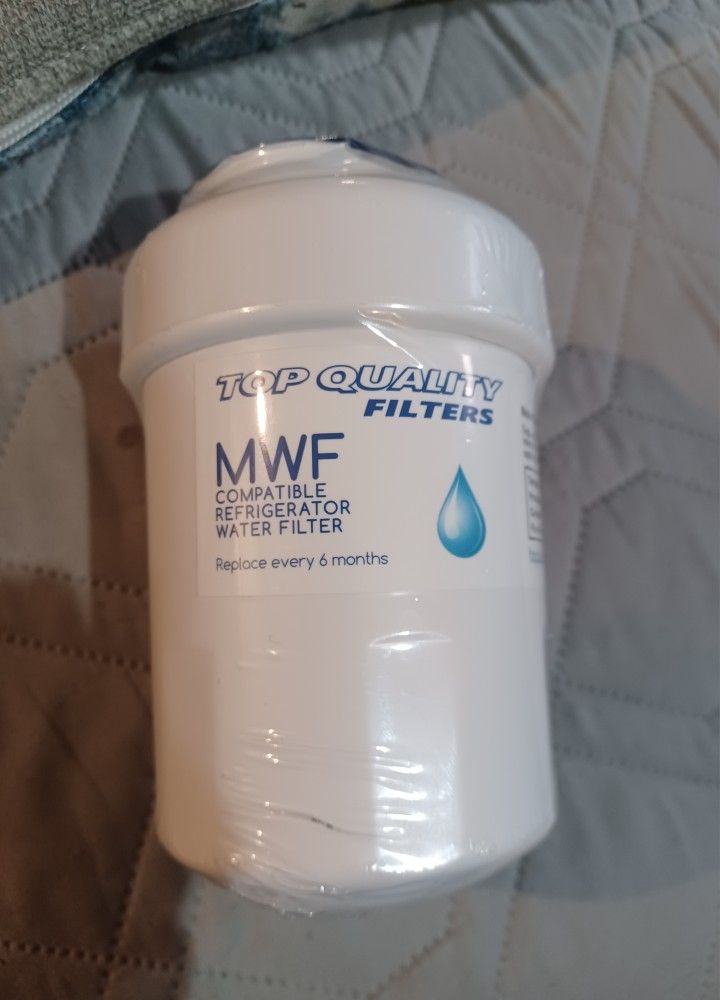 TOP QUALITY
FILTERS
MWF
COMPATIBLE
REFRIGERATOR
WATER FILTER
Replace every 6 months